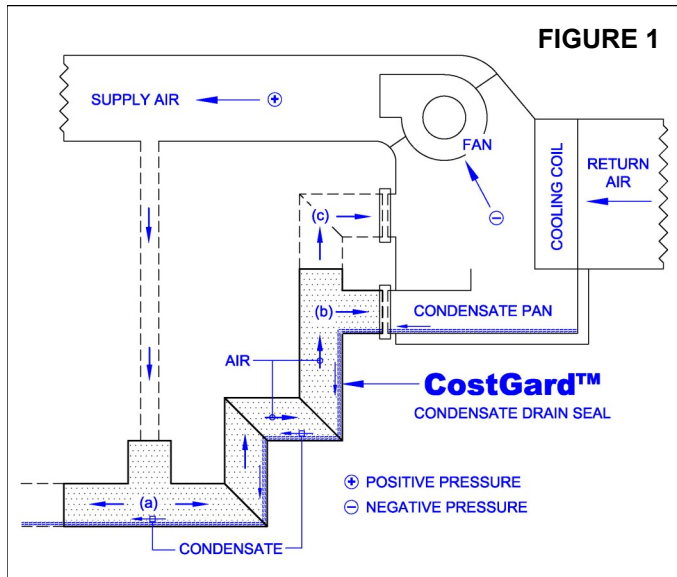 FIGURE 1
SUPPLY AIR
+
FAN
COOLING COIL
RETURN
AIR
−
(c)
(b)
CONDENSATE PAN
AIR
CostGard™
CONDENSATE DRAIN SEAL
(a)
+ POSITIVE PRESSURE
− NEGATIVE PRESSURE
CONDENSATE